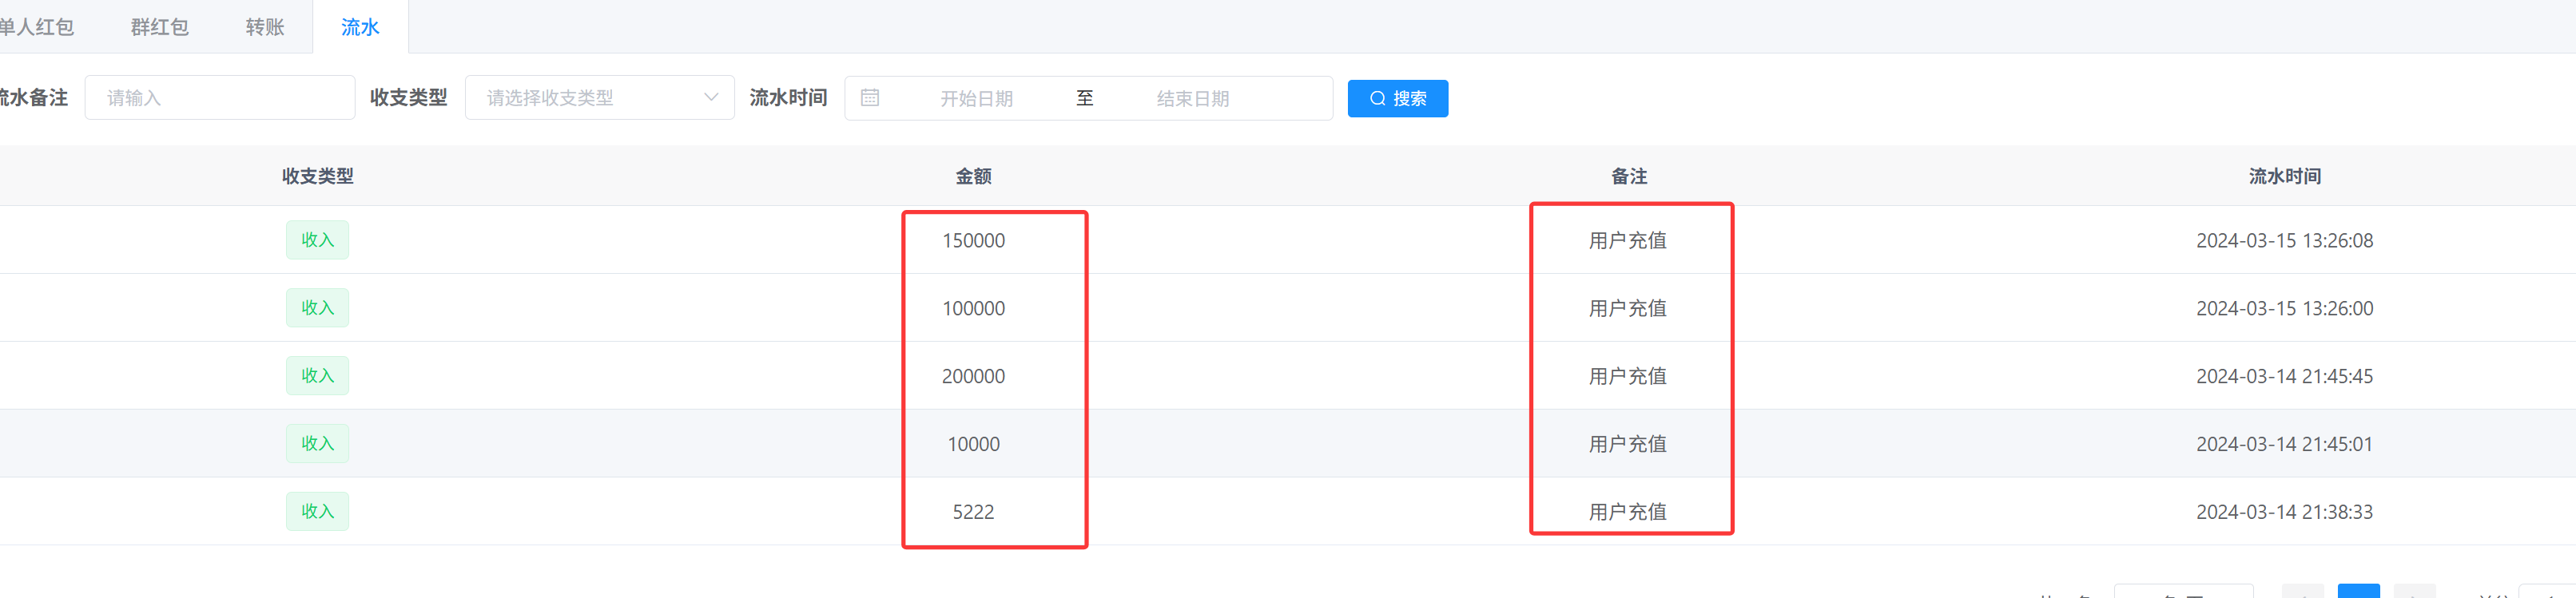 单人红包 群红包 转账 流水
流水备注 请输入 收支类型 请选择收支类型 流水时间 开始日期 至 结束日期 搜索
收支类型 金额 备注 流水时间
收入 150000 用户充值 2024-03-15 13:26:08
收入 100000 用户充值 2024-03-15 13:26:00
收入 200000 用户充值 2024-03-14 21:45:45
收入 10000 用户充值 2024-03-14 21:45:01
收入 5222 用户充值 2024-03-14 21:38:33